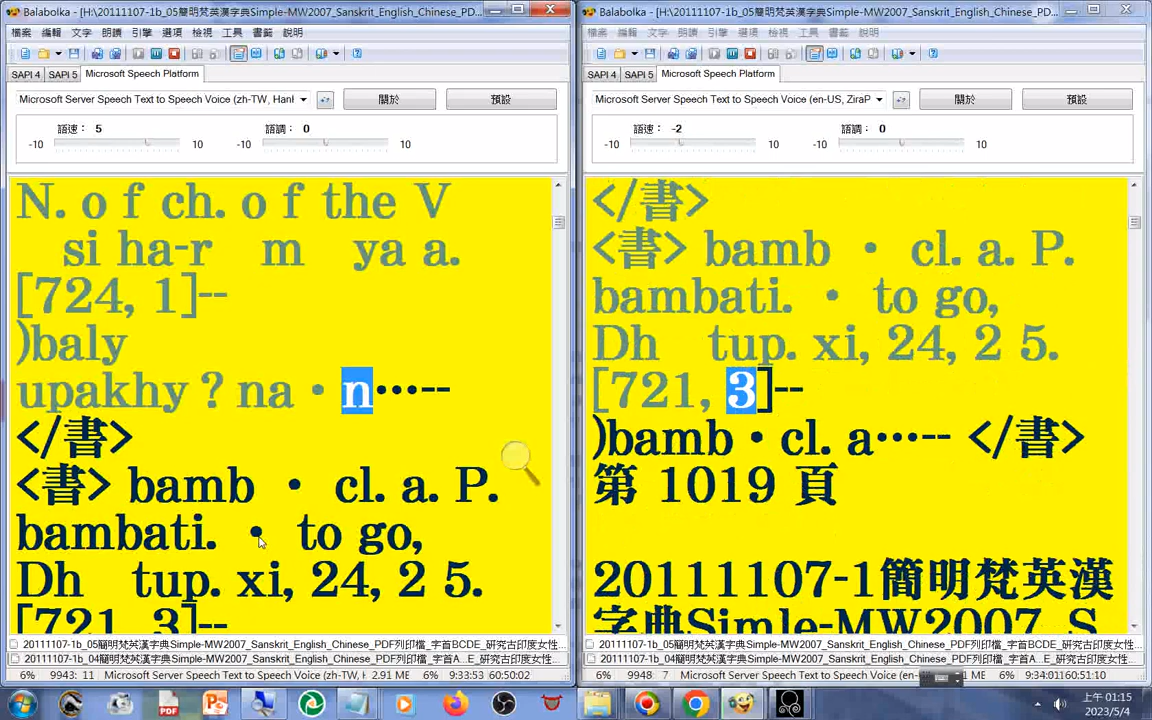 Balabolka - [H:\20111107-1b_05簡明梵英漢字典Simple-MW2007_Sanskrit_English_Chinese_PD...
檔案 編輯 文字 朗讀 引擎 選項 檢視 工具 書籤 說明
SAPI 4 SAPI 5 Microsoft Speech Platform
Microsoft Server Speech Text to Speech Voice (zh-TW, Hanl
關於 預設
語速： 5 語調： 0
-10 10 -10 10
N. o f ch. o f the V
si ha-r m ya a.
[724, 1]--
)baly
upakhy ? na • n…--
</書>
<書> bamb • cl. a. P.
bambati. • to go,
Dh tup. xi, 24, 2 5.
[721, 3]--
20111107-1b_05簡明梵英漢字典Simple-MW2007_Sanskrit_English_Chinese_PDF列印檔_字首BCDE_研究古印度女性...
20111107-1b_04簡明梵英漢字典Simple-MW2007_Sanskrit_English_Chinese_PDF列印檔_字首A...E_研究古印度女性...
6% 9943: 11 Microsoft Server Speech Text to Speech Voice (zh-TW, H 2.91 MB 6% 9:33:53 60:50:02
Balabolka - [H:\20111107-1b_05簡明梵英漢字典Simple-MW2007_Sanskrit_English_Chinese_PD...
檔案 編輯 文字 朗讀 引擎 選項 檢視 工具 書籤 說明
SAPI 4 SAPI 5 Microsoft Speech Platform
Microsoft Server Speech Text to Speech Voice (en-US, ZiraP
關於 預設
語速： -2 語調： 0
-10 10 -10 10
</書>
<書> bamb • cl. a. P.
bambati. • to go,
Dh tup. xi, 24, 2 5.
[721, 3]--
)bamb • cl. a…-- </書>
第 1019 頁
20111107-1簡明梵英漢
字典Simle-MW2007_S
20111107-1b_05簡明梵英漢字典Simple-MW2007_Sanskrit_English_Chinese_PDF列印檔_字首BCDE_研究古印度女性...
20111107-1b_04簡明梵英漢字典Simple-MW2007_Sanskrit_English_Chinese_PDF列印檔_字首A...E_研究古印度女性...
6% 9948: 7 Microsoft Server Speech Text to Speech Voice (en-US 6% 9:34:01 60:51:10
PDF
上午 01:15
2023/5/4